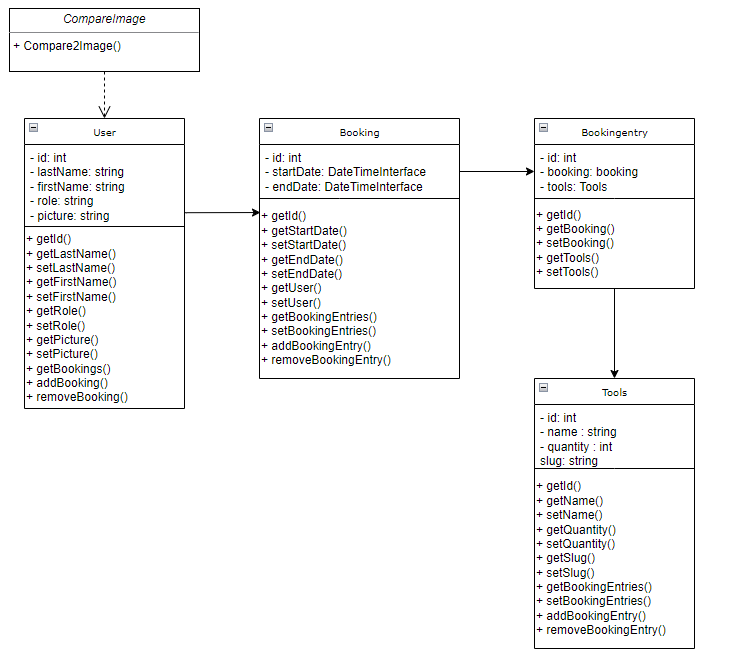 CompareImage
+ Compare2Image()
User
- id: int
- lastName: string
- firstName: string
- role: string
- picture: string
+ getId()
+ getLastName()
+ setLastName()
+ getFirstName()
+ setFirstName()
+ getRole()
+ setRole()
+ getPicture()
+ setPicture()
+ getBookings()
+ addBooking()
+ removeBooking()
Booking
- id: int
- startDate: DateTimeInterface
- endDate: DateTimeInterface
+ getId()
+ getStartDate()
+ setStartDate()
+ getEndDate()
+ setEndDate()
+ getUser()
+ setUser()
+ getBookingEntries()
+ setBookingEntries()
+ addBookingEntry()
+ removeBookingEntry()
Bookingentry
- id: int
- booking: booking
- tools: Tools
+ getId()
+ getBooking()
+ setBooking()
+ getTools()
+ setTools()
Tools
- id: int
- name : string
- quantity : int
slug: string
+ getId()
+ getName()
+ setName()
+ getQuantity()
+ setQuantity()
+ getSlug()
+ setSlug()
+ getBookingEntries()
+ setBookingEntries()
+ addBookingEntry()
+ removeBookingEntry()